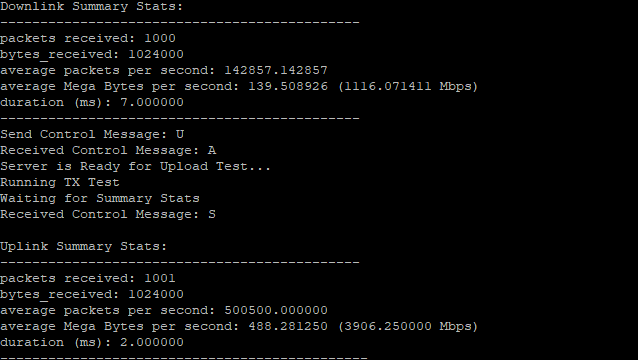 Downlink Summary Stats:
---------------------------------------------
packets received: 1000
bytes_received: 1024000
average packets per second: 142857.142857
average Mega Bytes per second: 139.508926 (1116.071411 Mbps)
duration (ms): 7.000000
---------------------------------------------
Send Control Message: U
Received Control Message: A
Server is Ready for Upload Test...
Running TX Test
Waiting for Summary Stats
Received Control Message: S

Uplink Summary Stats:
---------------------------------------------
packets received: 1001
bytes_received: 1024000
average packets per second: 500500.000000
average Mega Bytes per second: 488.281250 (3906.250000 Mbps)
duration (ms): 2.000000
----------------------------------------------